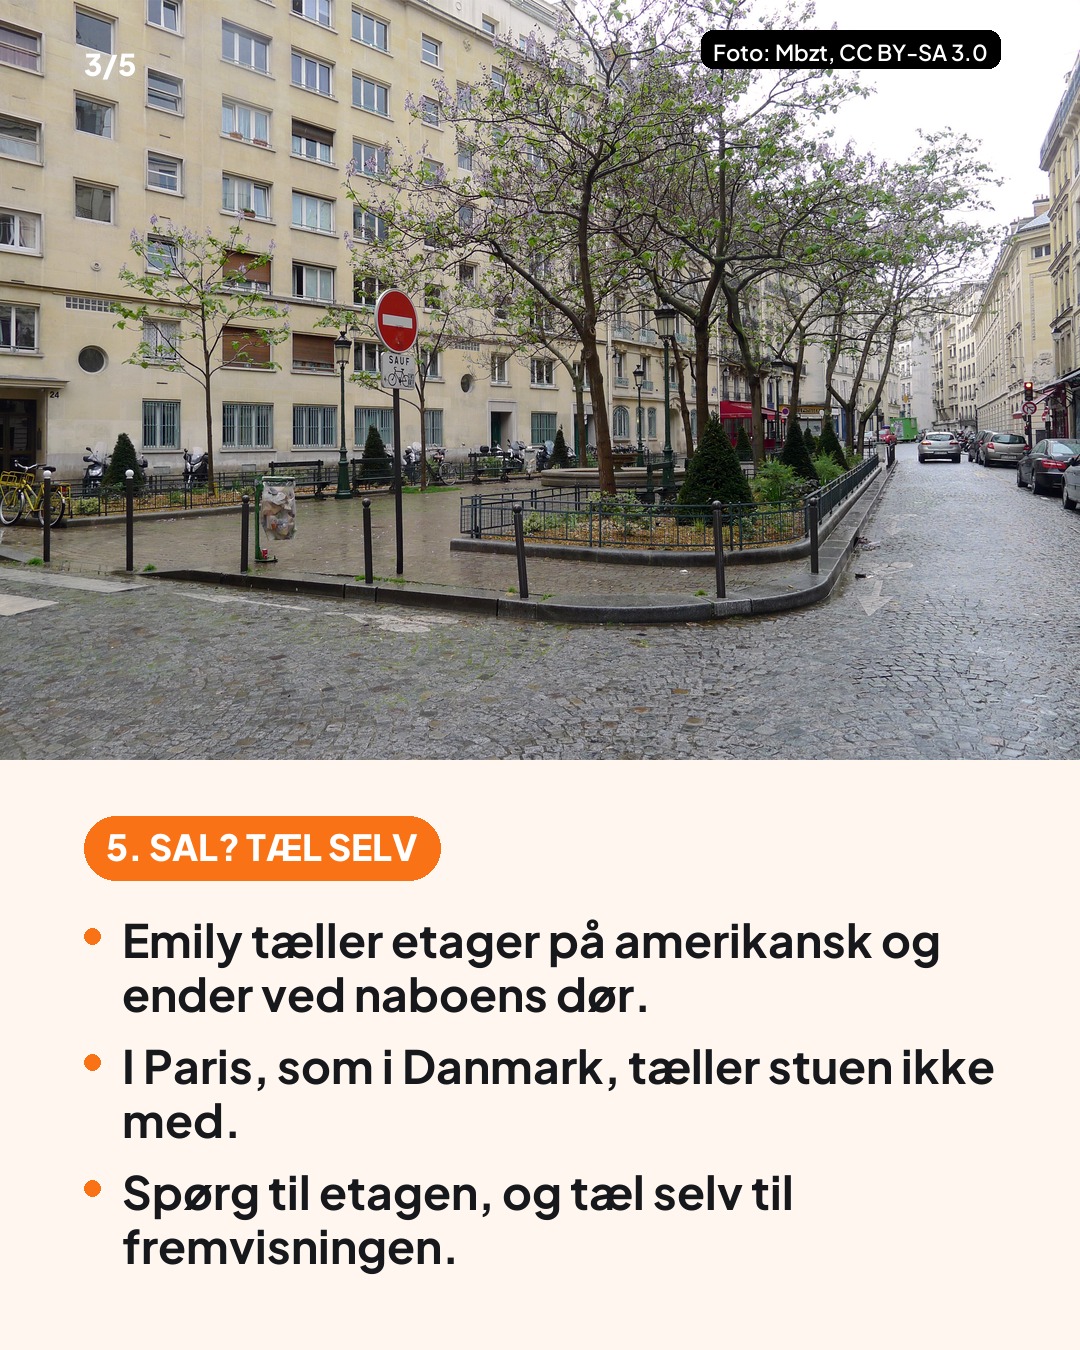 3/5
Foto: Mbzt, CC BY-SA 3.0
SAUF
24
5. SAL? TÆL SELV
Emily tæller etager på amerikansk og
ender ved naboens dør.
I Paris, som i Danmark, tæller stuen ikke
med.
Spørg til etagen, og tæl selv til
fremvisningen.